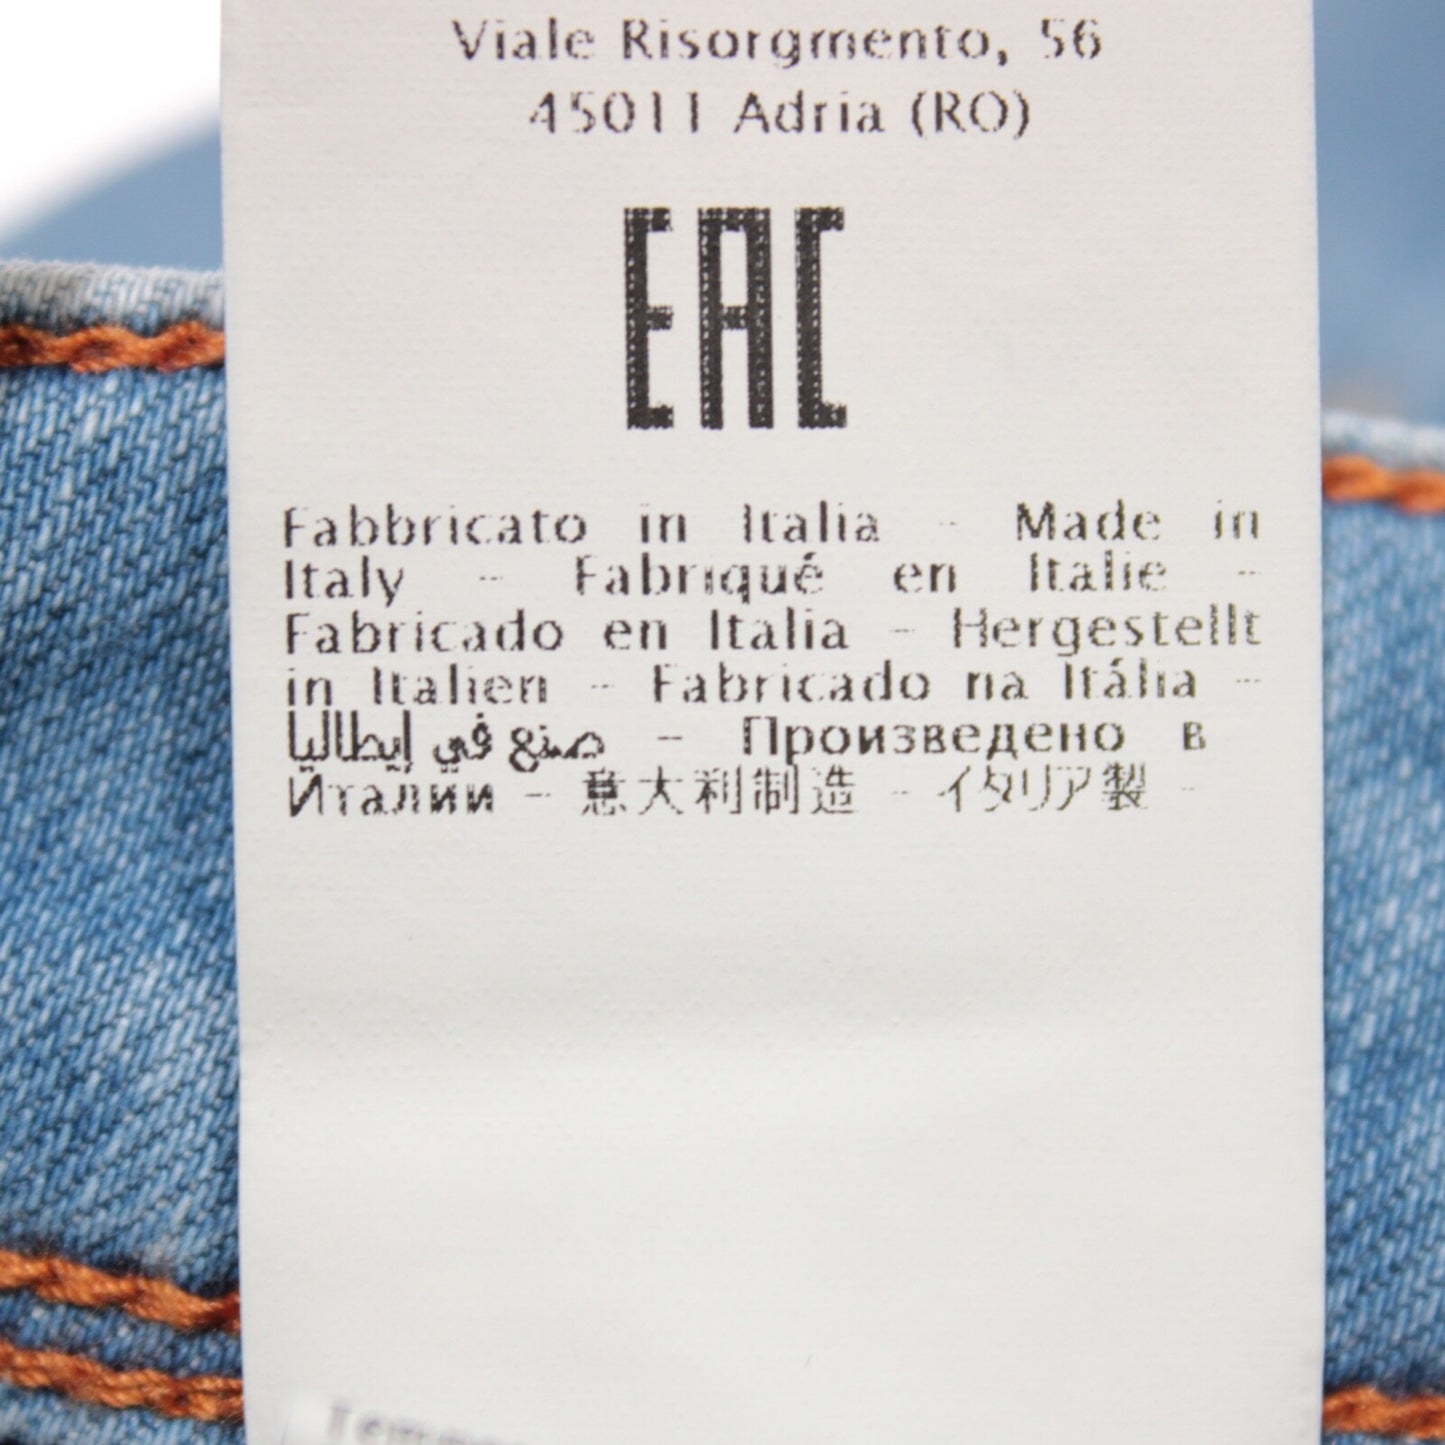 Viale Risorgmento, 56
45011 Adria (RO)
EAC
Fabbricato in Italia - Made in
Italy - Fabriqué en Italie -
Fabricado en Italia - Hergestellt
in Italien - Fabricado na Itália -
صنع في إيطاليا - Произведено в
Италии - 意大利制造 - イタリア製 -